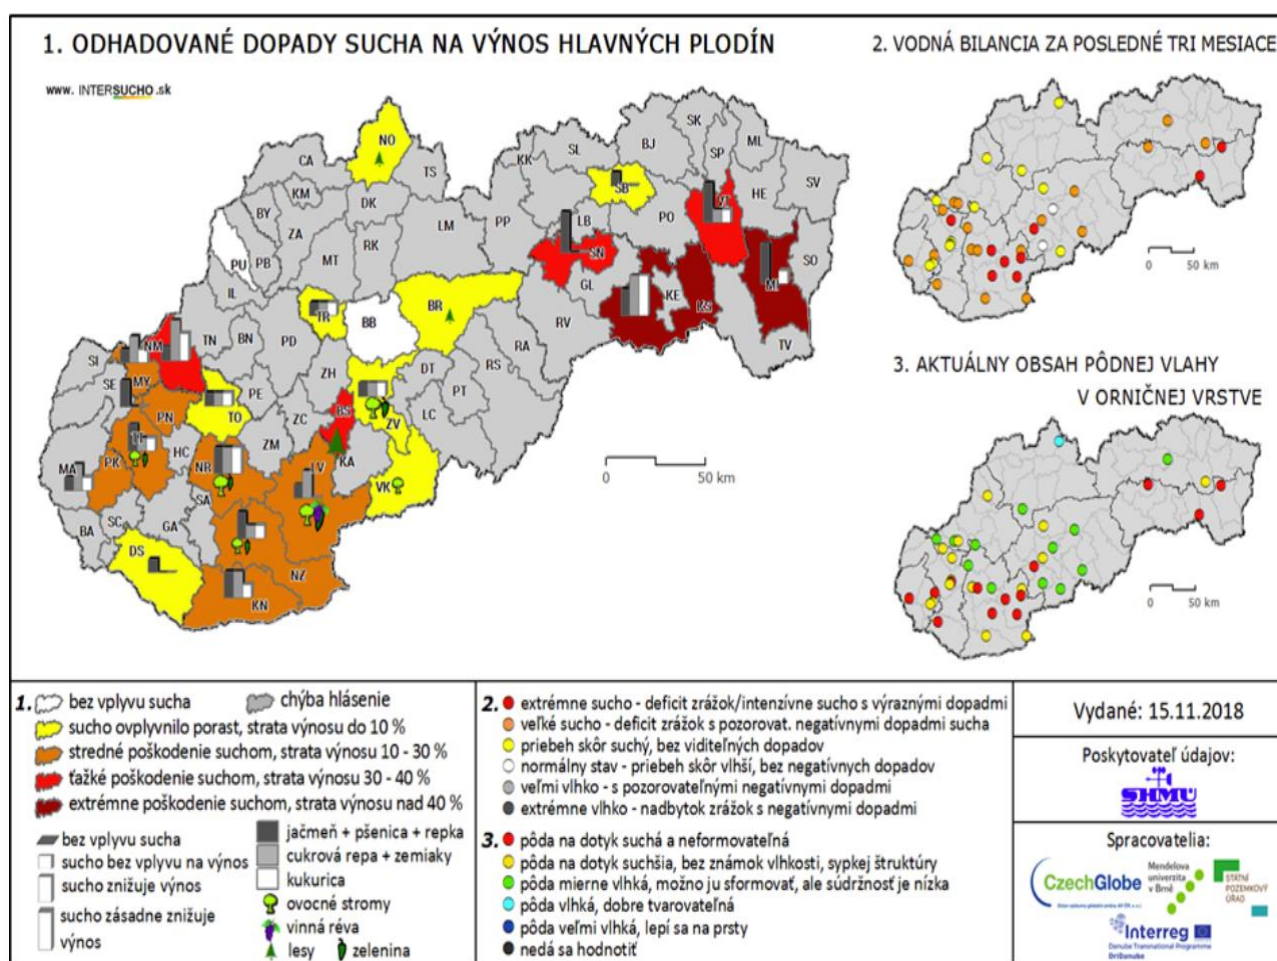 1. ODHADOVANÉ DOPADY SUCHA NA VÝNOS HLAVNÝCH PLODÍN
www. INTERSUCHO.sk
NO
CA
TS
KM
BY
DK
ZA
LM
PU
PB
MT
RK
IL
KK
SL
BJ
SK
SP
ML
SV
HE
SB
PP
LB
PO
SN
GL
KE
KS
MI
SO
TV
TR
BB
BR
RV
RA
RS
NM
TN
BN
PD
SI
SE
MY
PE
ZH
DT
PT
PN
TO
BS
ZC
ZV
LC
TT
HC
ZM
KA
MA
PK
NR
LV
VK
SA
BA
SC
GA
DS
NZ
KN
0 50 km
2. VODNÁ BILANCIA ZA POSLEDNÉ TRI MESIACE
0 50 km
3. AKTUÁLNY OBSAH PÔDNEJ VLAHY
V ORNIČNEJ VRSTVE
0 50 km
1. bez vplyvu sucha
chýba hlásenie
sucho ovplyvnilo porast, strata výnosu do 10 %
stredné poškodenie suchom, strata výnosu 10 - 30 %
ťažké poškodenie suchom, strata výnosu 30 - 40 %
extrémne poškodenie suchom, strata výnosu nad 40 %
bez vplyvu sucha
sucho bez vplyvu na výnos
sucho znižuje výnos
sucho zásadne znižuje
výnos
jačmeň + pšenica + repka
cukrová repa + zemiaky
kukurica
ovocné stromy
vinná réva
lesy zelenina
2. extrémne sucho - deficit zrážok/intenzívne sucho s výraznými dopadmi
veľké sucho - deficit zrážok s pozorovat. negatívnymi dopadmi sucha
priebeh skôr suchý, bez viditeľných dopadov
normálny stav - priebeh skôr vlhší, bez negatívnych dopadov
veľmi vlhko - s pozorovateľnými negatívnymi dopadmi
extrémne vlhko - nadbytok zrážok s negatívnymi dopadmi
3. pôda na dotyk suchá a neformovateľná
pôda na dotyk suchšia, bez známok vlhkosti, sypkej štruktúry
pôda mierne vlhká, možno ju sformovať, ale súdržnosť je nízka
pôda vlhká, dobre tvarovateľná
pôda veľmi vlhká, lepí sa na prsty
nedá sa hodnotiť
Vydané: 15.11.2018
Poskytovateľ údajov:
SHMÚ
Spracovatelia:
CzechGlobe
Mendelova
univerzita
v Brně
STÁTNÍ
POZEMKOVÝ
ÚŘAD
Interreg
Danube Transnational Programme
DriDanube